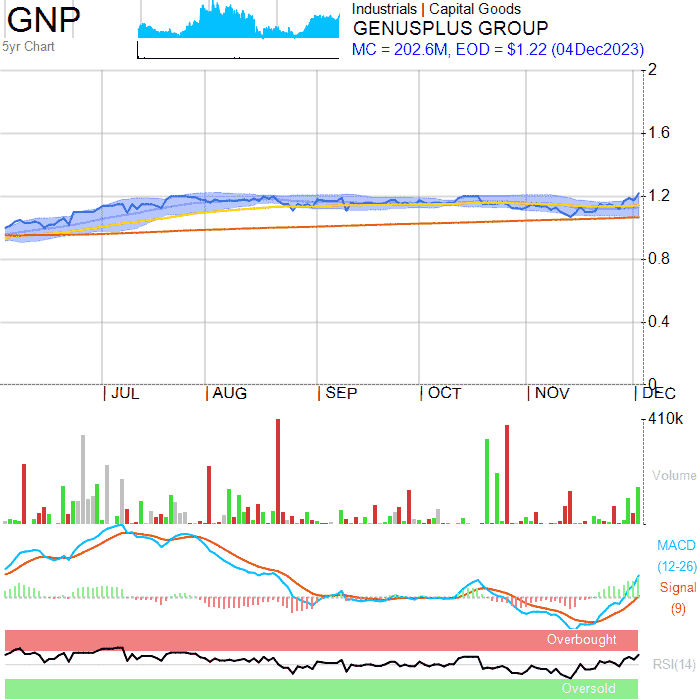 GNP
5yr Chart
Industrials | Capital Goods
GENUSPLUS GROUP
MC = 202.6M, EOD = $1.22 (04Dec2023)
2
1.6
1.2
0.8
0.4
0
JUL AUG SEP OCT NOV DEC
410k
Volume
MACD
(12-26)
Signal
(9)
Overbought
RSI(14)
Oversold